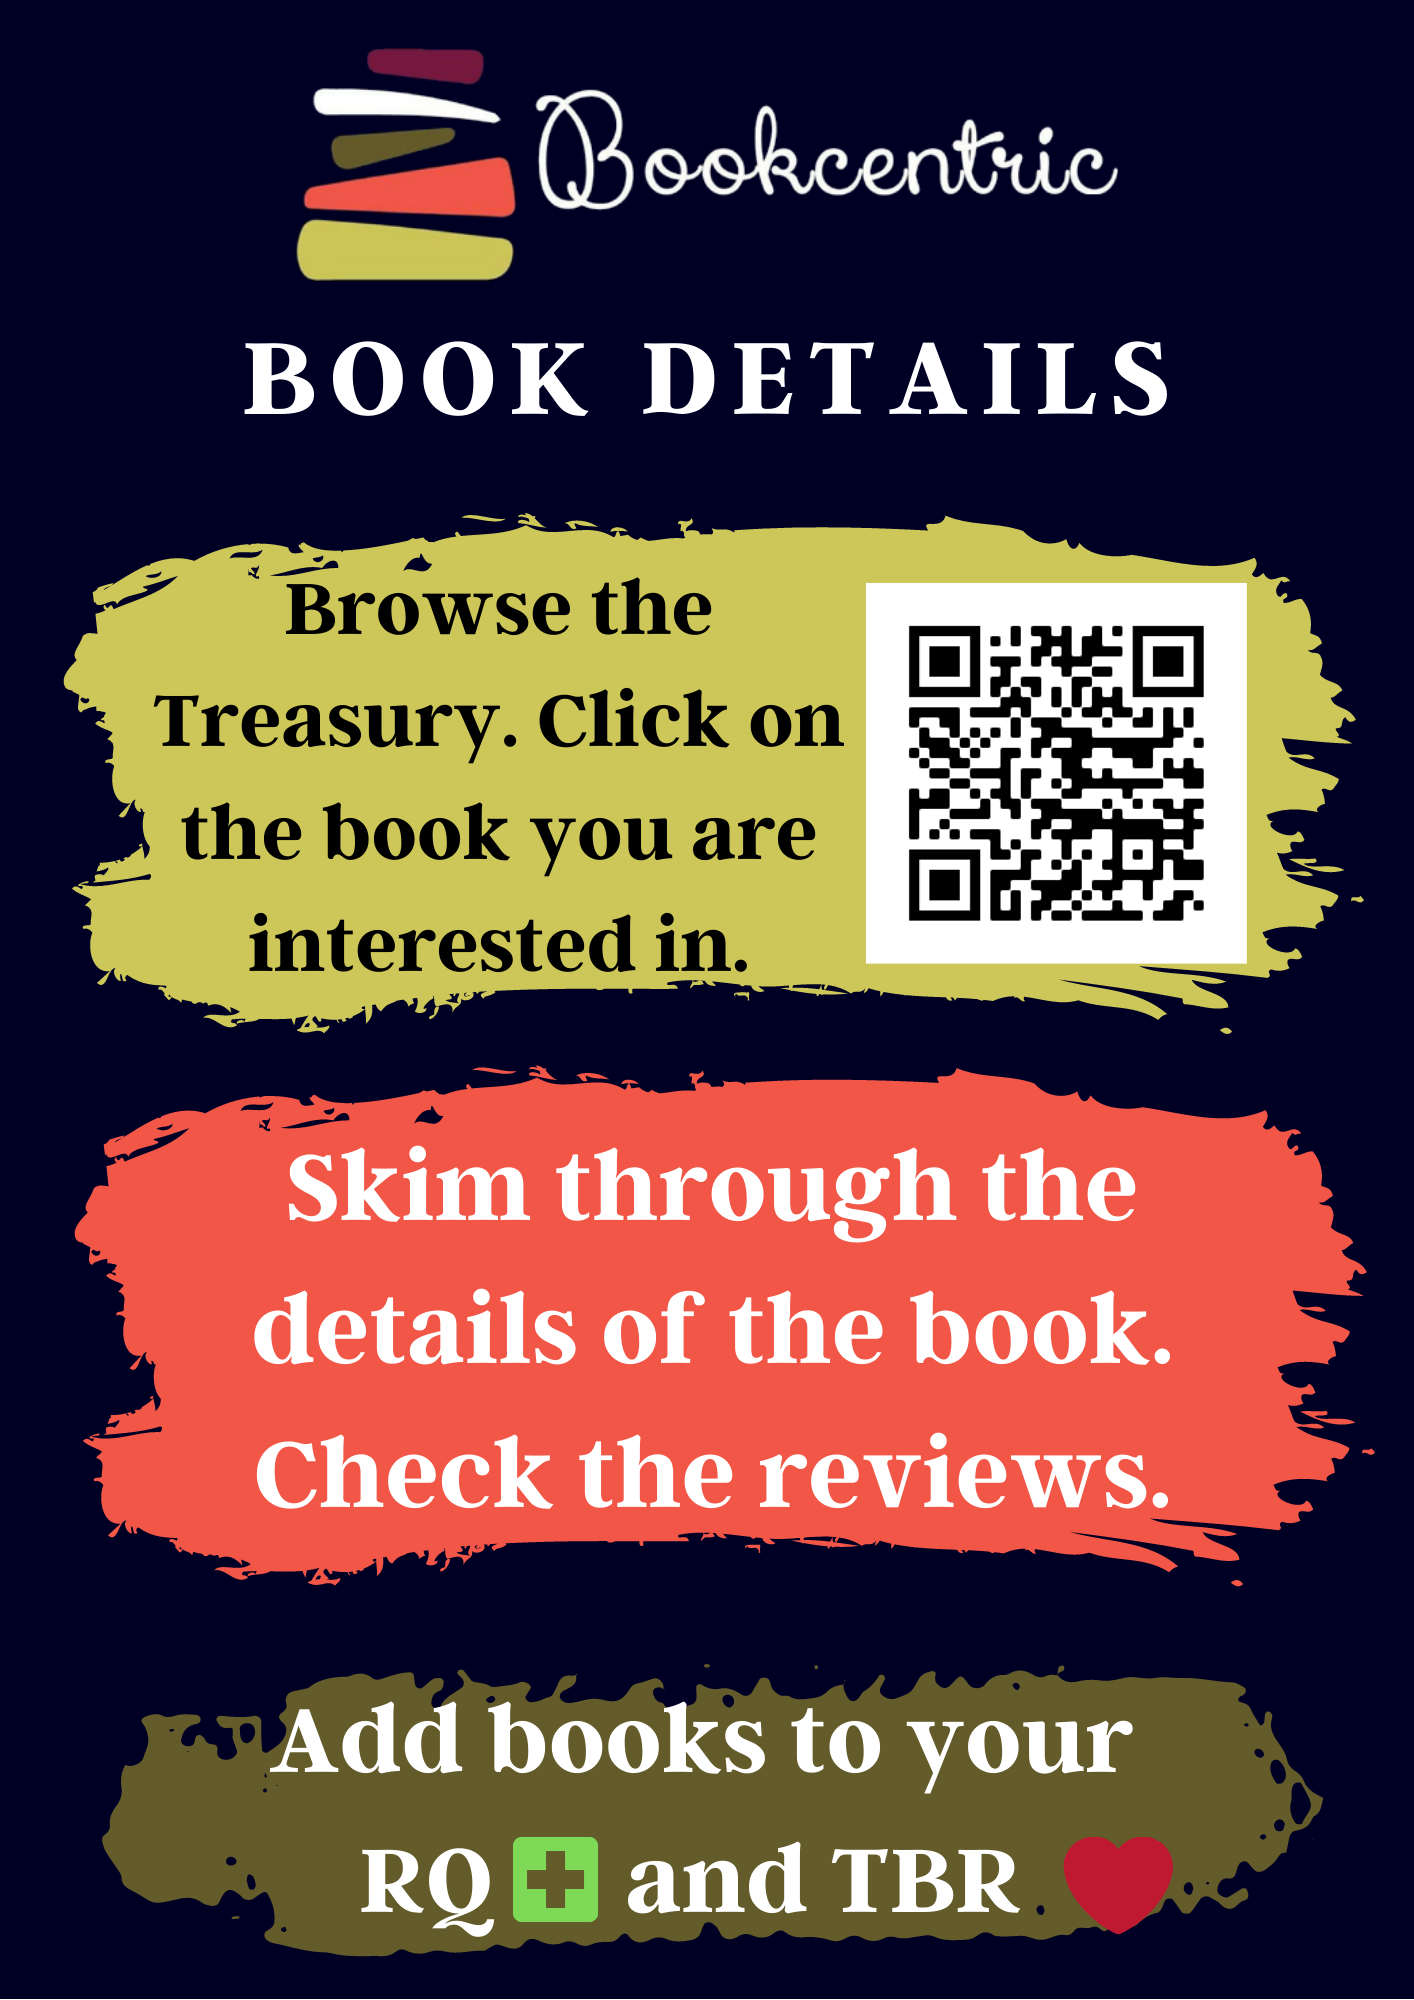 Bookcentric
BOOK DETAILS
Browse the
Treasury. Click on
the book you are
interested in.
Skim through the
details of the book.
Check the reviews.
Add books to your
RQ and TBR